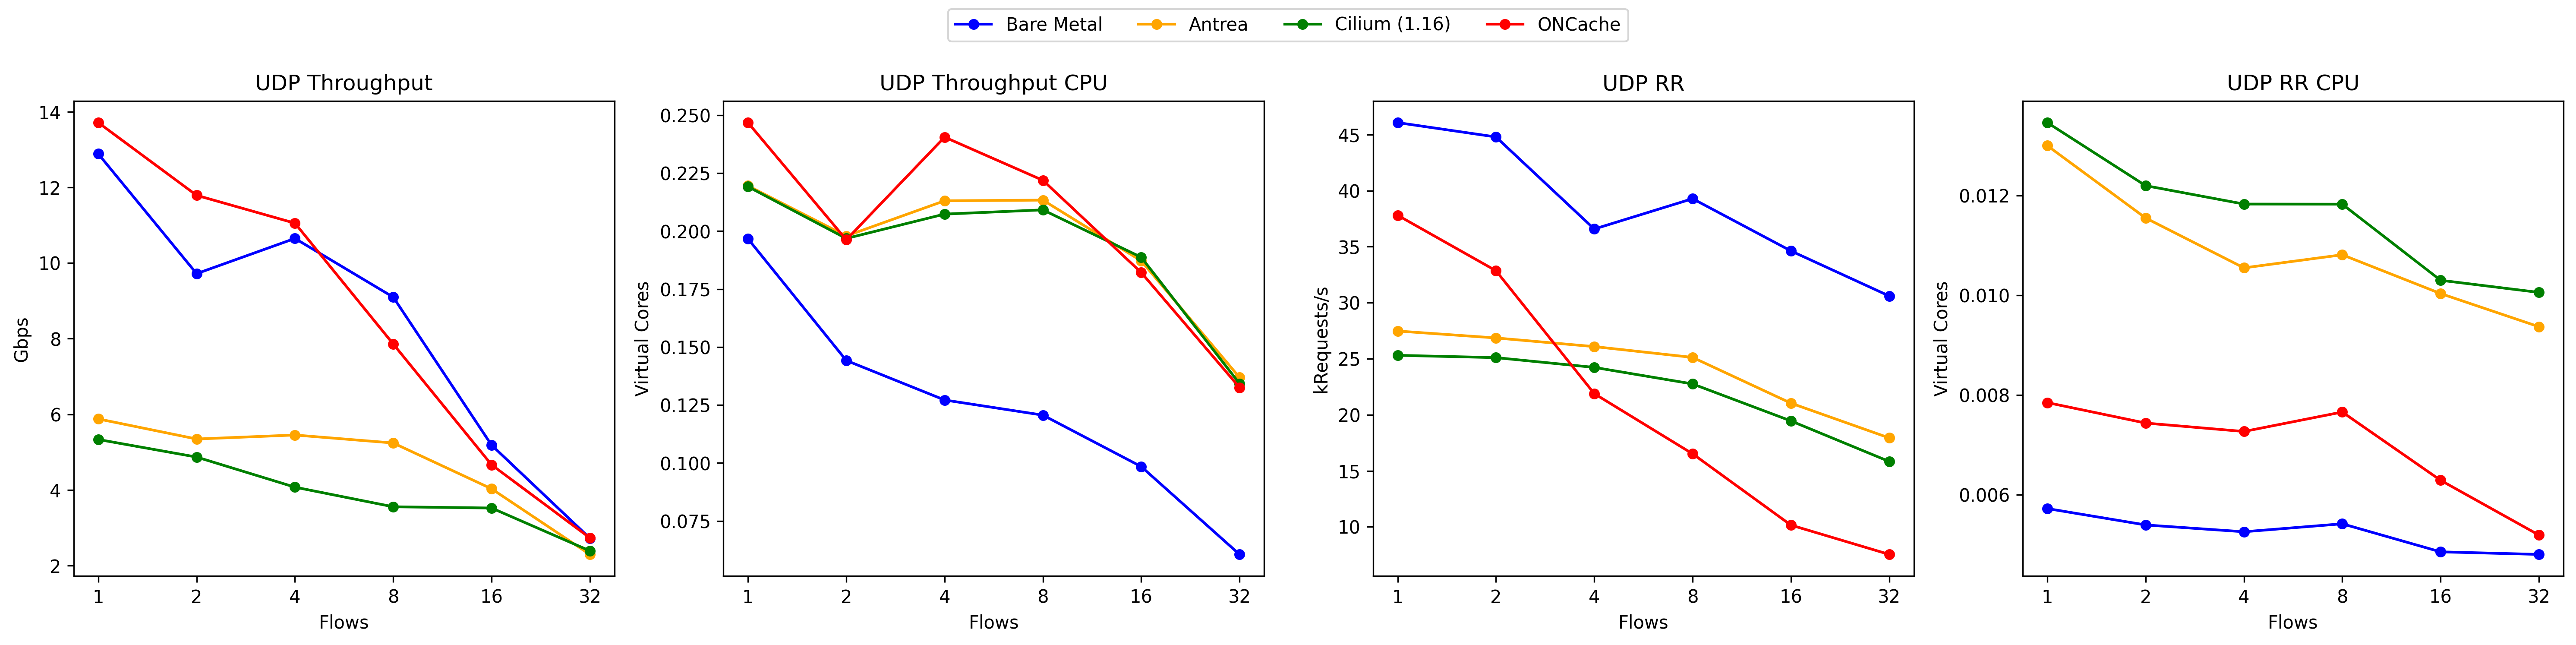 Bare Metal Antrea Cilium (1.16) ONCache
UDP Throughput
14
12
10
8
6
4
2
Gbps
1 2 4 8 16 32
Flows
UDP Throughput CPU
0.250
0.225
0.200
0.175
0.150
0.125
0.100
0.075
Virtual Cores
1 2 4 8 16 32
Flows
UDP RR
45
40
35
30
25
20
15
10
kRequests/s
1 2 4 8 16 32
Flows
UDP RR CPU
0.012
0.010
0.008
0.006
Virtual Cores
1 2 4 8 16 32
Flows